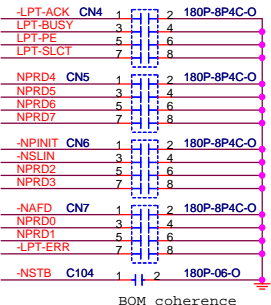 -LPT-ACK CN4 1 2 180P-8P4C-O
LPT-BUSY 3 4
LPT-PE 5 6
LPT-SLCT 7 8
NPRD4 CN5 1 2 180P-8P4C-O
NPRD5 3 4
NPRD6 5 6
NPRD7 7 8
-NPINIT CN6 1 2 180P-8P4C-O
-NSLIN 3 4
NPRD2 5 6
NPRD3 7 8
-NAFD CN7 1 2 180P-8P4C-O
NPRD0 3 4
NPRD1 5 6
-LPT-ERR 7 8
-NSTB C104 1 2 180P-06-O
BOM coherence